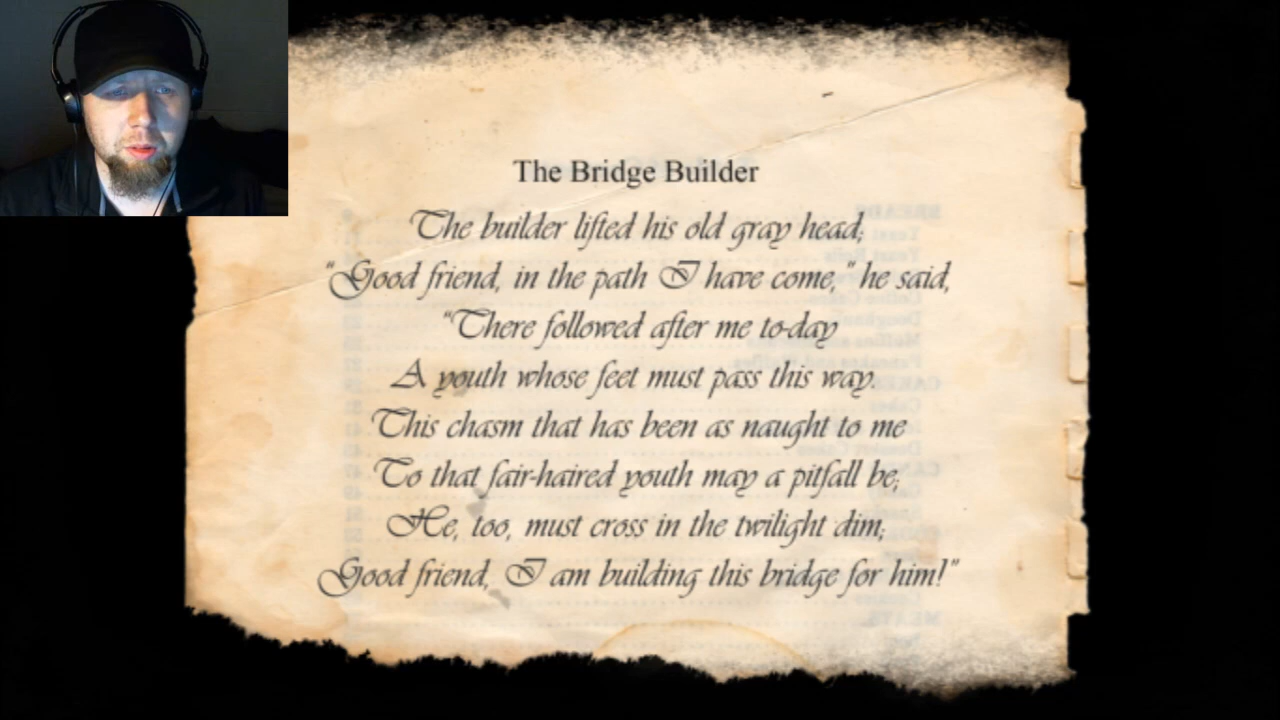 The Bridge Builder
The builder lifted his old gray head;
"Good friend, in the path I have come," he said,
"There followed after me to-day
A youth whose feet must pass this way.
This chasm that has been as naught to me
To that fair-haired youth may a pitfall be;
He, too, must cross in the twilight dim;
Good friend, I am building this bridge for him!"